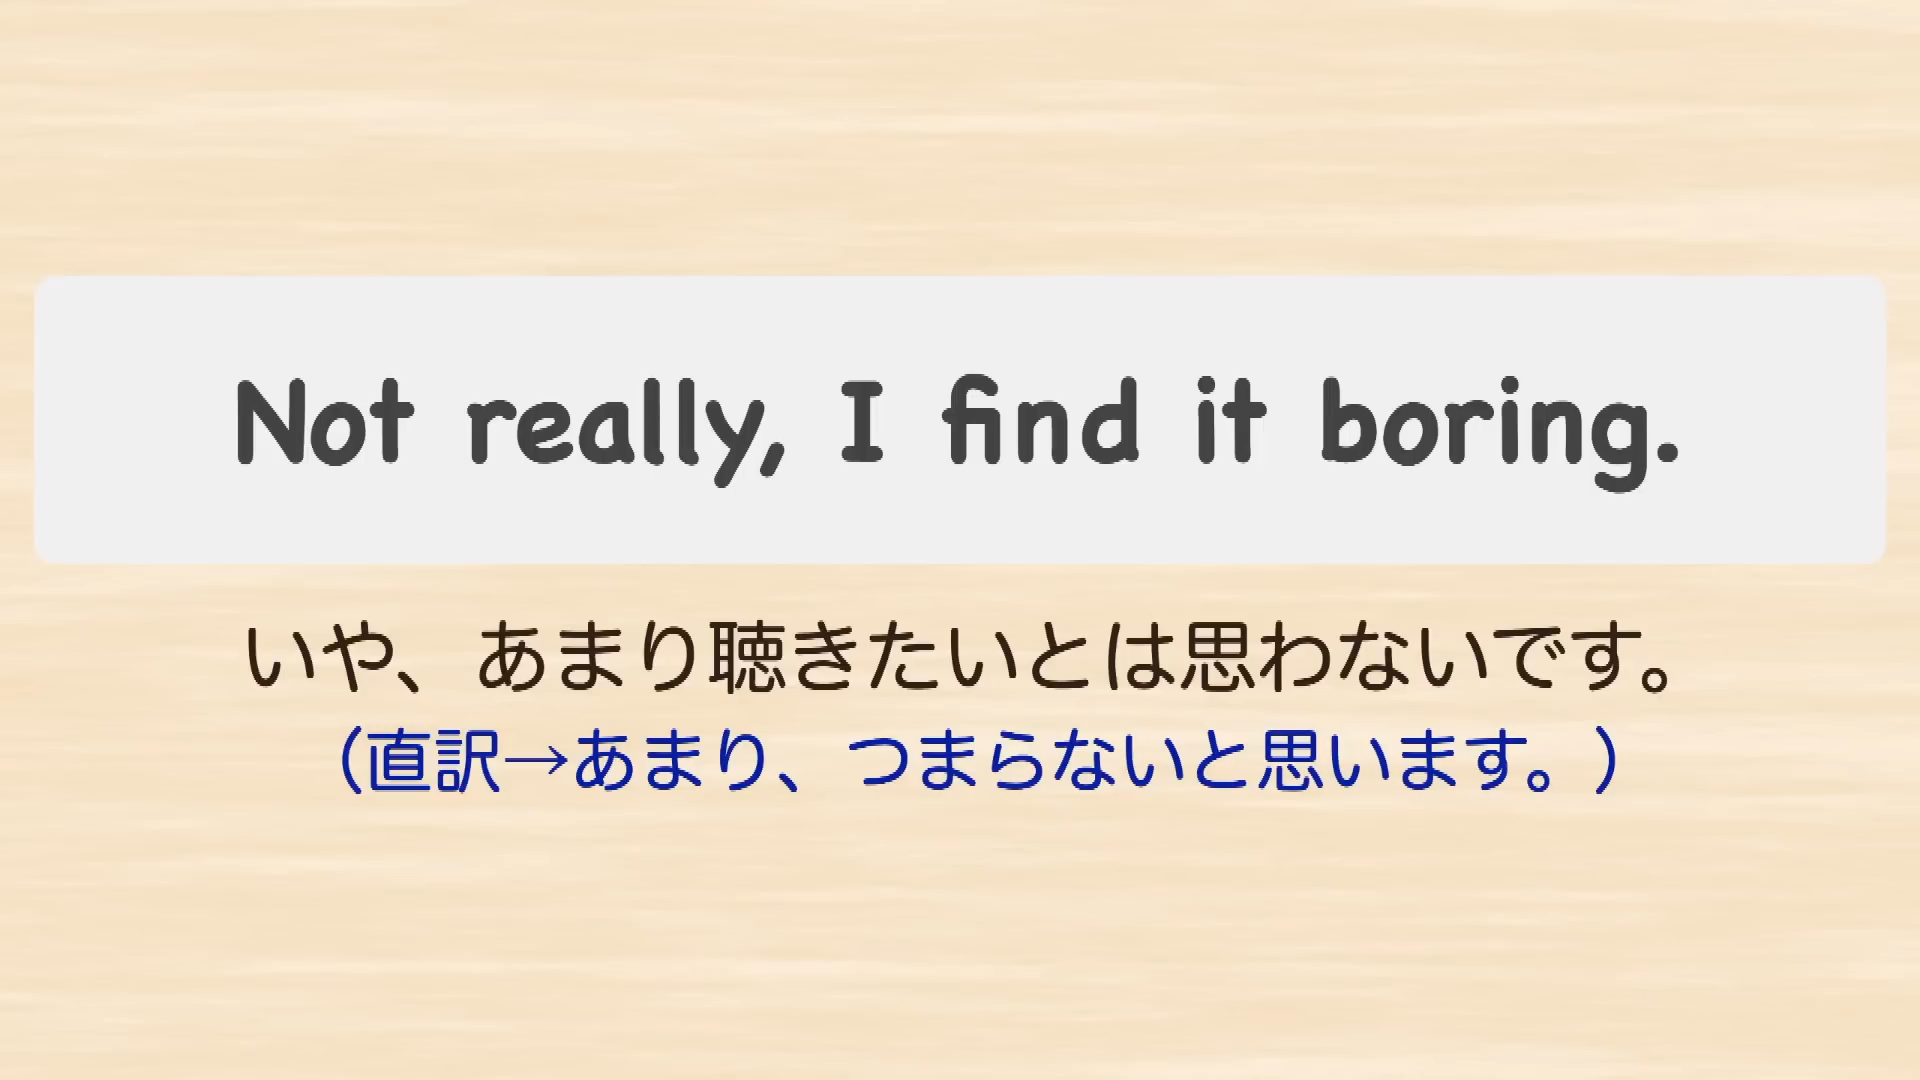 Not really, I find it boring.
いや、あまり聴きたいとは思わないです。
（直訳→あまり、つまらないと思います。）